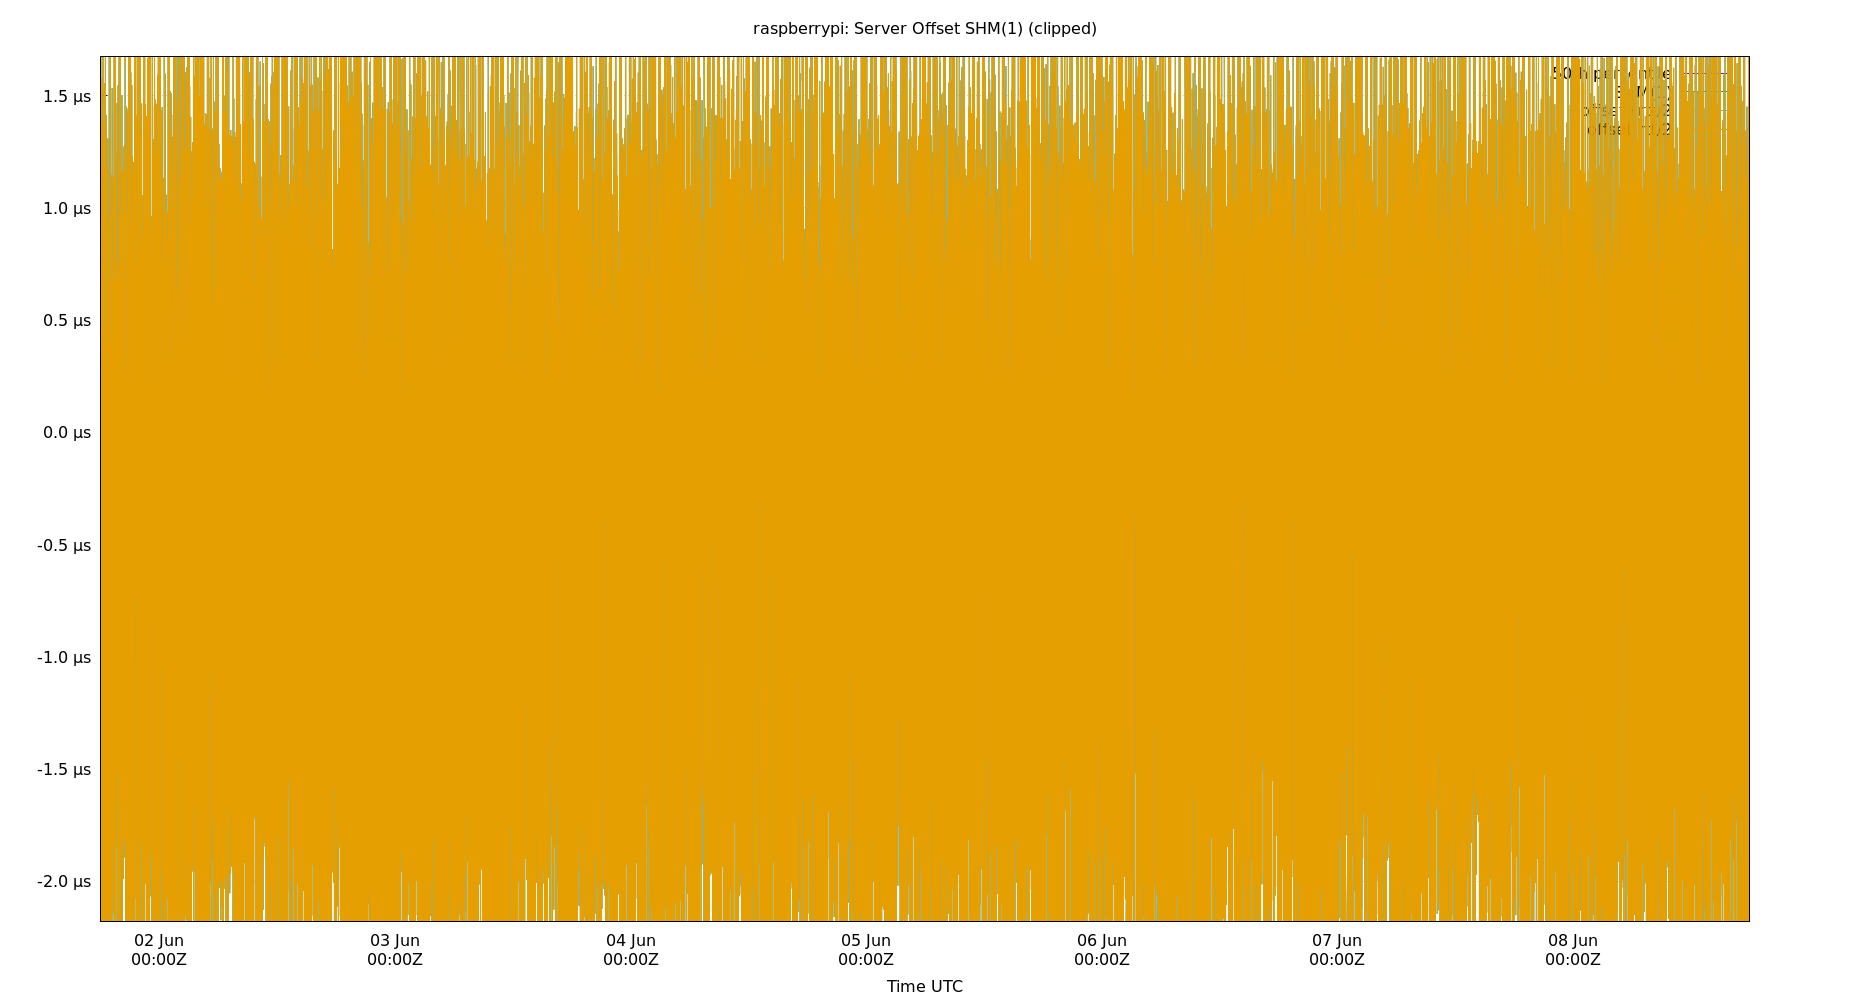 raspberrypi: Server Offset SHM(1) (clipped)
1.5 µs
1.0 µs
0.5 µs
0.0 µs
-0.5 µs
-1.0 µs
-1.5 µs
-2.0 µs
02 Jun 03 Jun 04 Jun 05 Jun 06 Jun 07 Jun 08 Jun
00:00Z 00:00Z 00:00Z 00:00Z 00:00Z 00:00Z 00:00Z
Time UTC